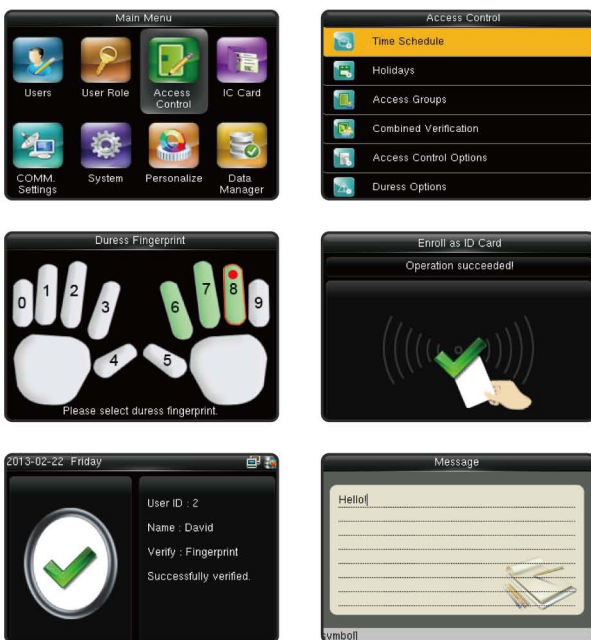 Main Menu
Users
User Role
Access
Control
IC Card
COMM.
Settings
System
Personalize
Data
Manager
Access Control
Time Schedule
Holidays
Access Groups
Combined Verification
Access Control Options
Duress Options
Duress Fingerprint
0
1
2
3
4
5
6
7
8
9
Please select duress fingerprint.
Enroll as ID Card
Operation succeeded!
2013-02-22 Friday
User ID : 2
Name : David
Verify : Fingerprint
Successfully verified.
Message
Hello!